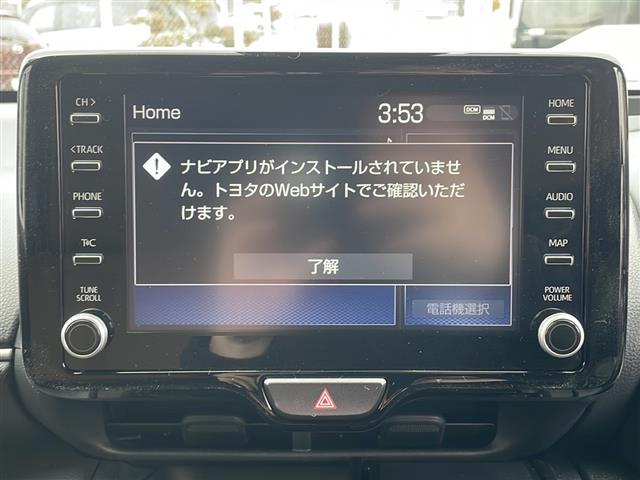 CH >
Home
3:53
DCM
DCM
HOME
< TRACK
MENU
ナビアプリがインストールされていませ
ん。トヨタのWebサイトでご確認いただ
けます。
PHONE
AUDIO
T∧C
MAP
了解
TUNE
SCROLL
POWER
VOLUME
電話機選択